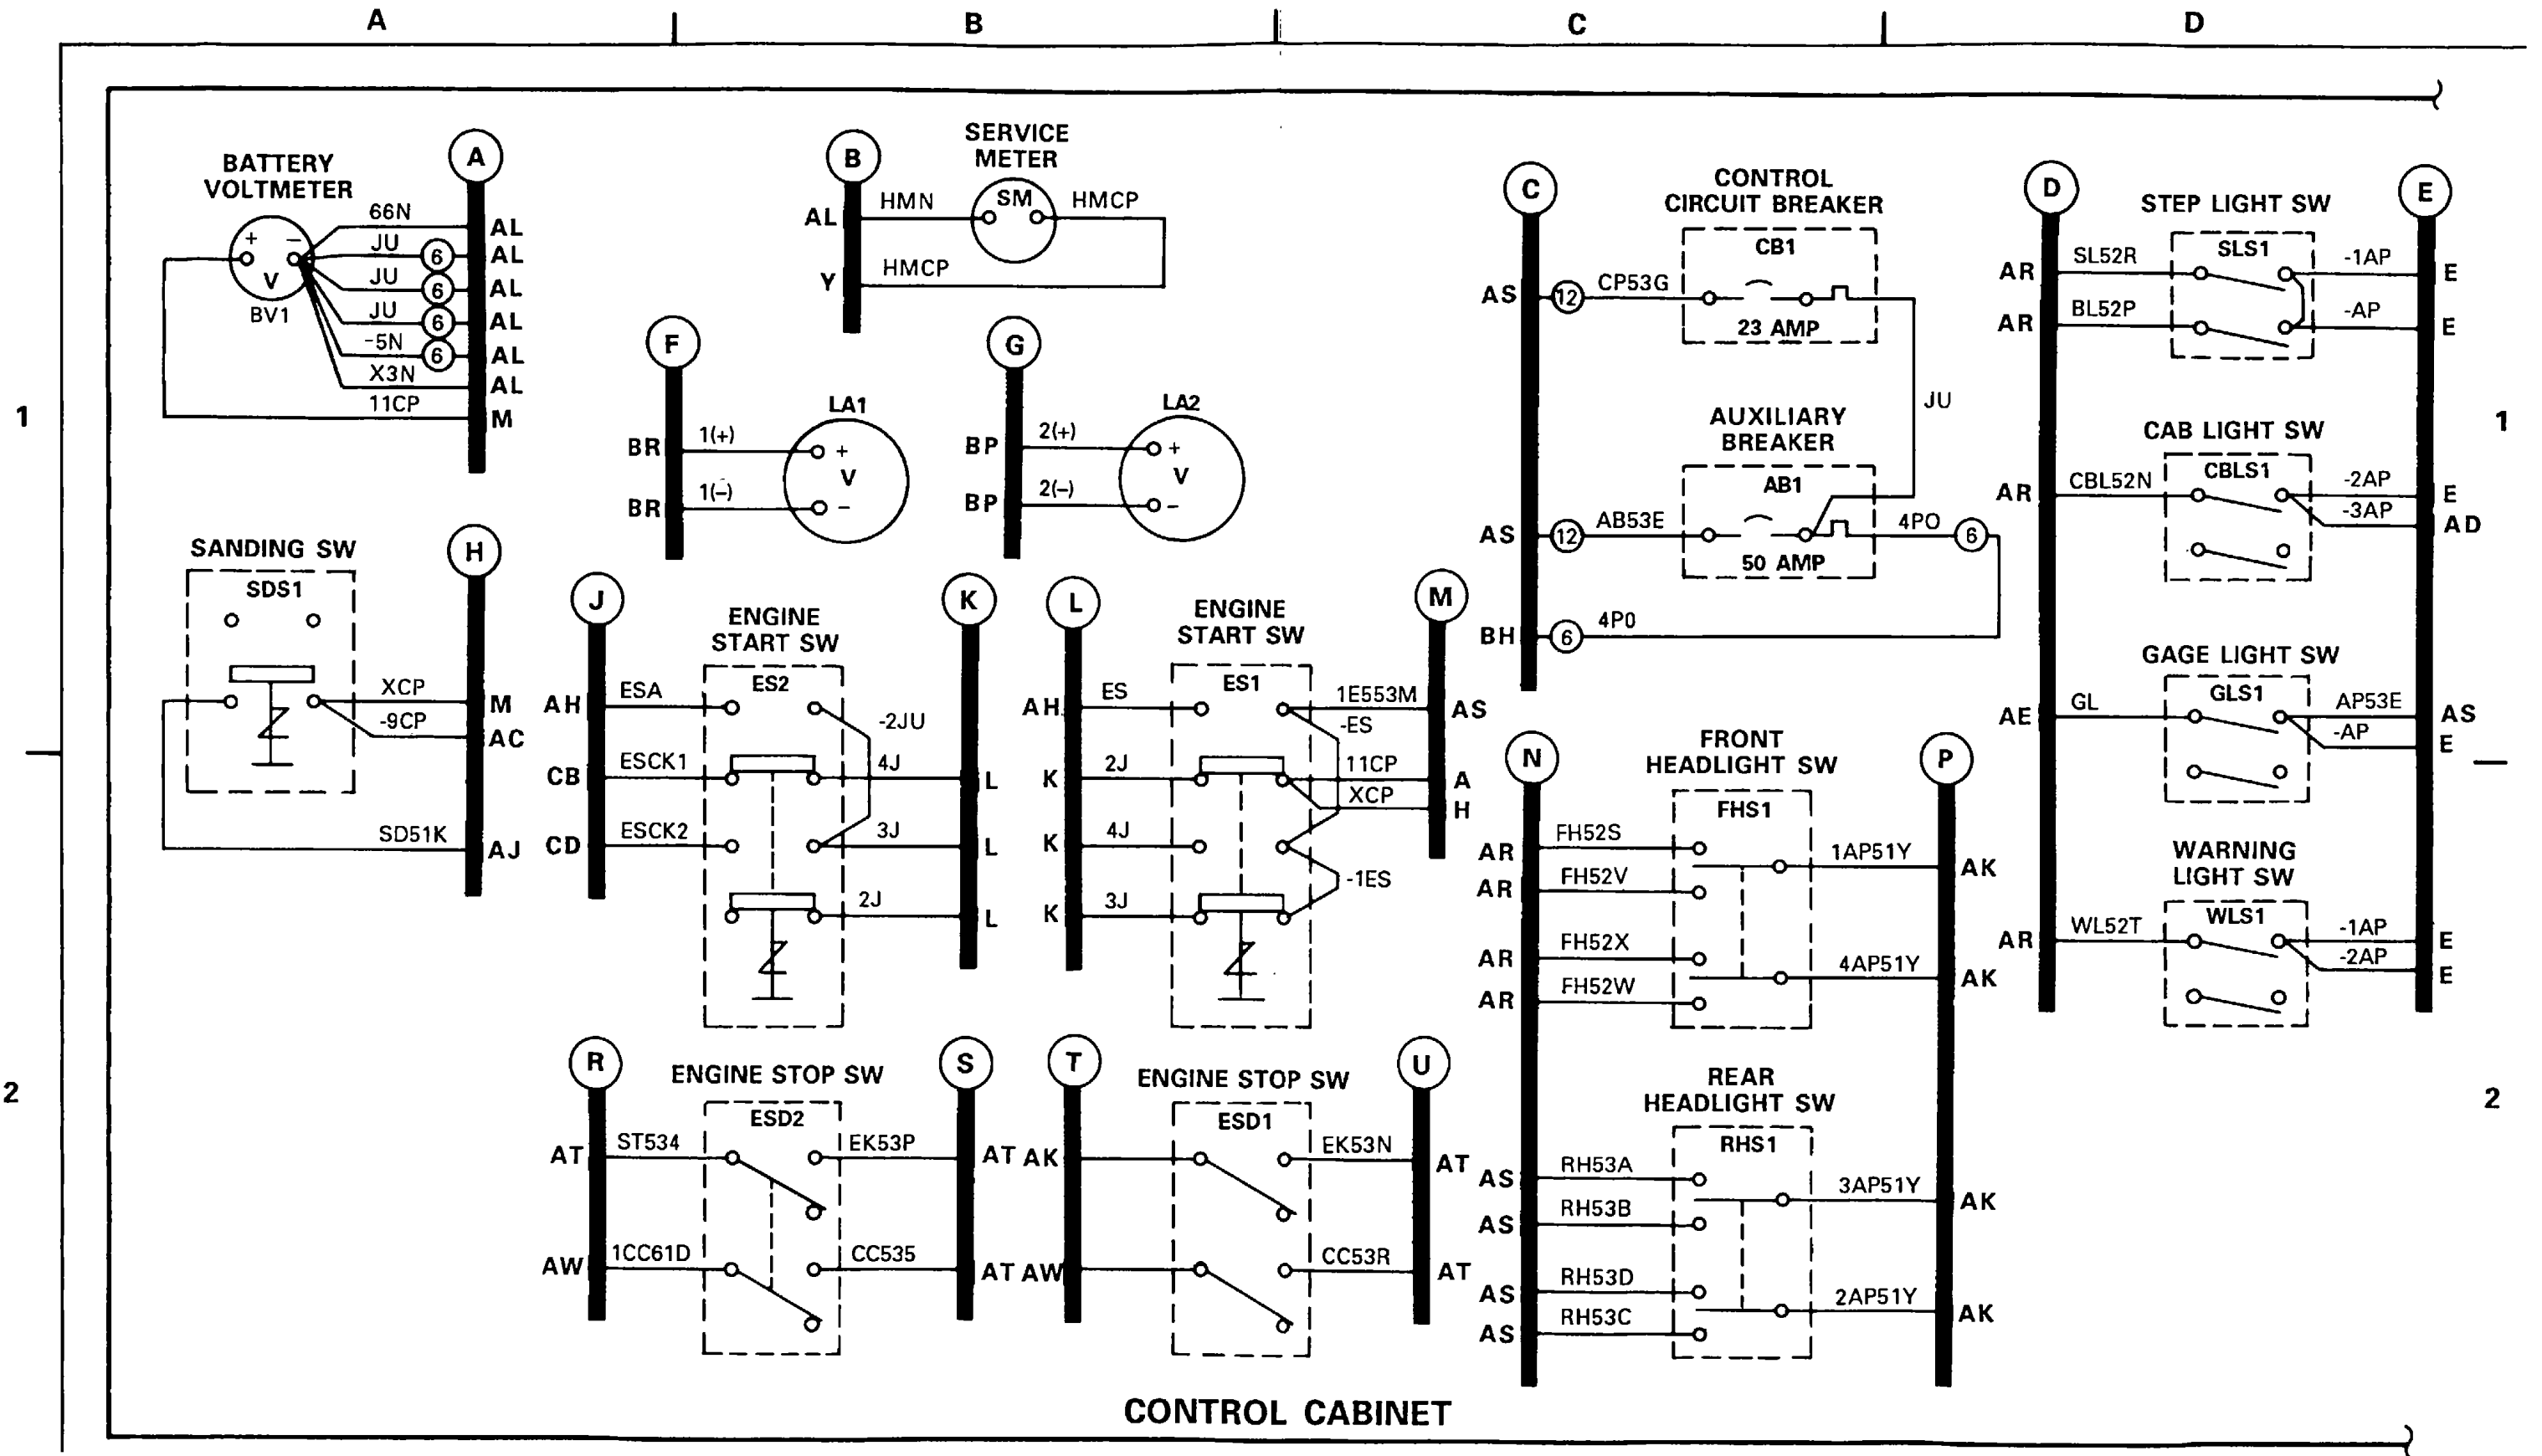 A
B
C
D
1
2
1
2
BATTERY
VOLTMETER
+
−
V
BV1
A
66N
AL
JU
6
AL
JU
6
AL
JU
6
AL
-5N
6
AL
X3N
AL
11CP
M
B
SERVICE
METER
SM
AL
HMN
HMCP
Y
HMCP
F
LA1
BR
1(+)
+
V
BR
1(−)
−
G
LA2
BP
2(+)
+
V
BP
2(−)
−
C
CONTROL
CIRCUIT BREAKER
CB1
AS
12
CP53G
23 AMP
JU
AUXILIARY
BREAKER
AB1
AS
12
AB53E
4PO
6
50 AMP
BH
6
4P0
D
STEP LIGHT SW
E
SLS1
AR
SL52R
-1AP
E
AR
BL52P
-AP
E
CAB LIGHT SW
CBLS1
AR
CBL52N
-2AP
E
-3AP
AD
GAGE LIGHT SW
GLS1
AE
GL
AP53E
AS
-AP
E
WARNING
LIGHT SW
WLS1
AR
WL52T
-1AP
E
-2AP
E
SANDING SW
H
SDS1
XCP
M
-9CP
AC
SD51K
AJ
J
ENGINE
START SW
K
ES2
AH
ESA
-2JU
CB
ESCK1
4J
L
CD
ESCK2
3J
L
2J
L
L
ENGINE
START SW
M
ES1
AH
ES
1E553M
AS
-ES
K
2J
11CP
A
XCP
H
K
4J
-1ES
K
3J
N
FRONT
HEADLIGHT SW
P
FHS1
AR
FH52S
1AP51Y
AK
AR
FH52V
AR
FH52X
4AP51Y
AK
AR
FH52W
REAR
HEADLIGHT SW
RHS1
AS
RH53A
3AP51Y
AK
AS
RH53B
AS
RH53D
2AP51Y
AK
AS
RH53C
R
ENGINE STOP SW
S
ESD2
AT
ST534
EK53P
AT
AW
1CC61D
CC535
AT
T
ENGINE STOP SW
U
ESD1
AK
EK53N
AT
AW
CC53R
AT
CONTROL CABINET